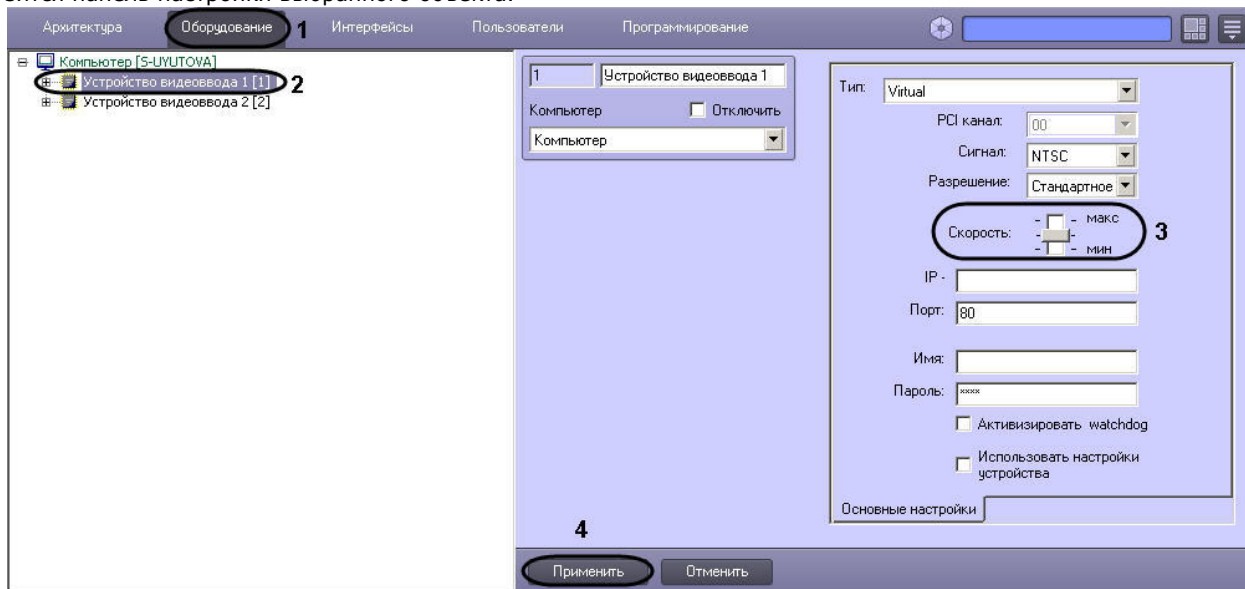 Архитектура Оборудование 1 Интерфейсы Пользователи Программирование
Компьютер [S-UYUTOVA]
Устройство видеоввода 1 [1] 2
Устройство видеоввода 2 [2]
1 Устройство видеоввода 1
Компьютер Отключить
Компьютер
Тип: Virtual
PCI канал: 00
Сигнал: NTSC
Разрешение: Стандартное
- - макс
Скорость: - - 3
- - мин
IP -
Порт: 80
Имя:
Пароль: xxxx
Активизировать watchdog
Использовать настройки
устройства
Основные настройки
4
Применить Отменить